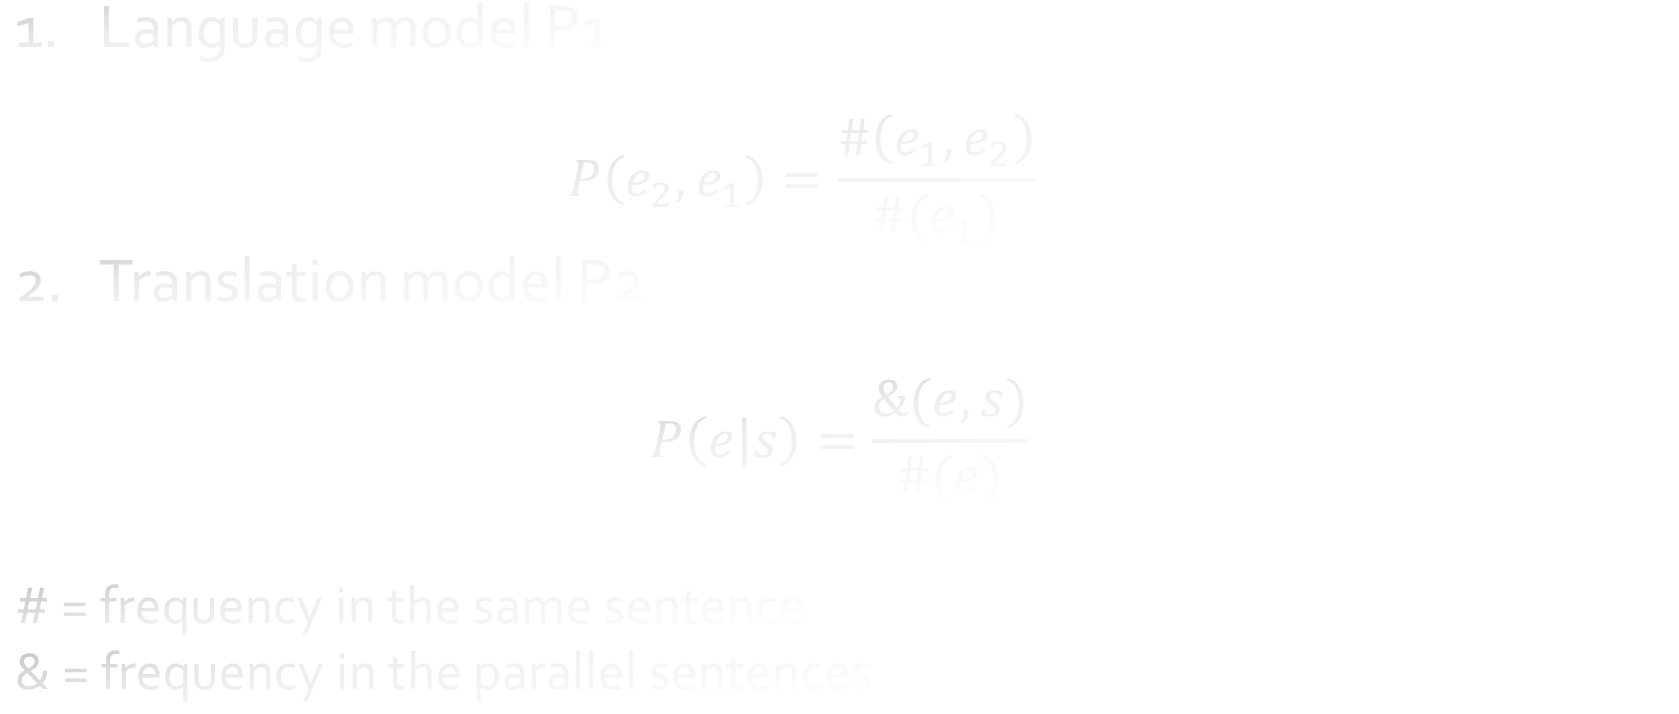 1. Language model P1
P(e₂, e₁) = #(e₁, e₂) / #(e₁)
2. Translation model P2
P(e|s) = &(e, s) / #(e)
# = frequency in the same sentence
& = frequency in the parallel sentences